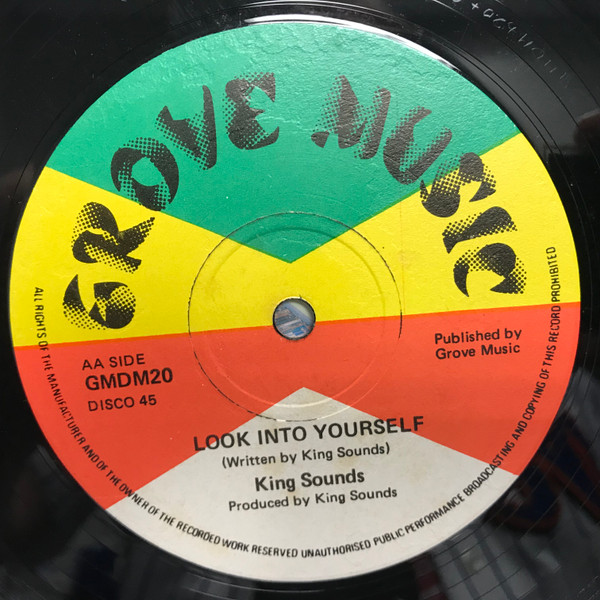 GROVE MUSIC
AA SIDE
GMDM20
DISCO 45
Published by
Grove Music
LOOK INTO YOURSELF
(Written by King Sounds)
King Sounds
Produced by King Sounds
ALL RIGHTS OF THE MANUFACTURER AND OF THE OWNER OF THE RECORDED WORK RESERVED UNAUTHORISED PUBLIC PERFORMANCE BROADCASTING AND COPYING OF THIS RECORD PROHIBITED